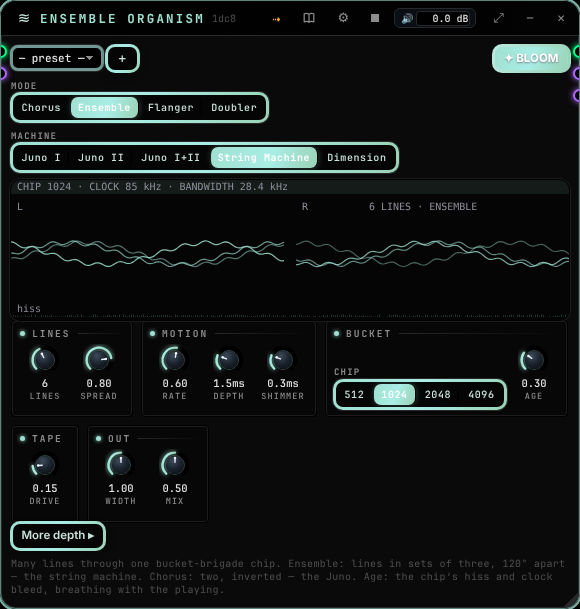 ENSEMBLE ORGANISM 1dc8 0.0 dB
— preset — + ✦ BLOOM
MODE
Chorus Ensemble Flanger Doubler
MACHINE
Juno I Juno II Juno I+II String Machine Dimension
CHIP 1024 · CLOCK 85 kHz · BANDWIDTH 28.4 kHz
L R 6 LINES · ENSEMBLE
hiss
LINES MOTION BUCKET
CHIP
6 0.80 0.60 1.5ms 0.3ms 512 1024 2048 4096 0.30
LINES SPREAD RATE DEPTH SHIMMER AGE
TAPE OUT
0.15 1.00 0.50
DRIVE WIDTH MIX
More depth ▸
Many lines through one bucket-brigade chip. Ensemble: lines in sets of three, 120° apart
— the string machine. Chorus: two, inverted — the Juno. Age: the chip's hiss and clock
bleed, breathing with the playing.